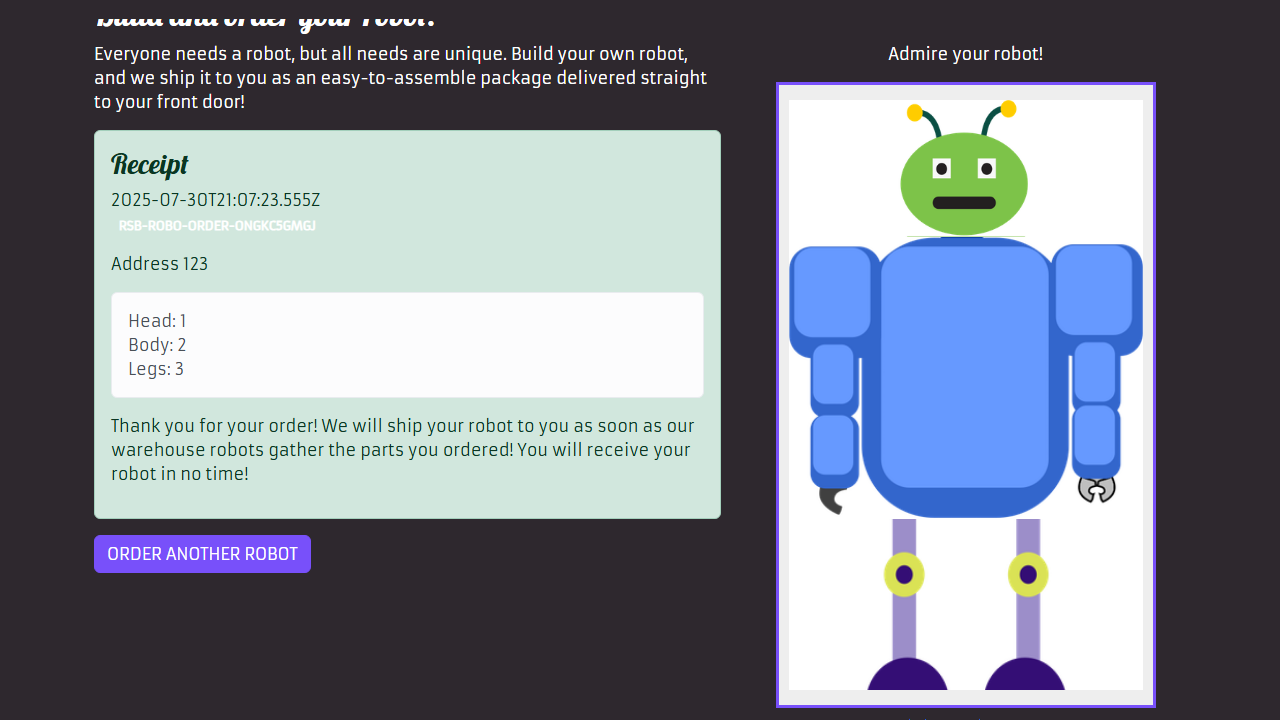 Build and order your robot!
Everyone needs a robot, but all needs are unique. Build your own robot,
and we ship it to you as an easy-to-assemble package delivered straight
to your front door!
Receipt
2025-07-30T21:07:23.555Z
RSB-ROBO-ORDER-ONGKC5GMGJ
Address 123
Head: 1
Body: 2
Legs: 3
Thank you for your order! We will ship your robot to you as soon as our
warehouse robots gather the parts you ordered! You will receive your
robot in no time!
ORDER ANOTHER ROBOT
Admire your robot!